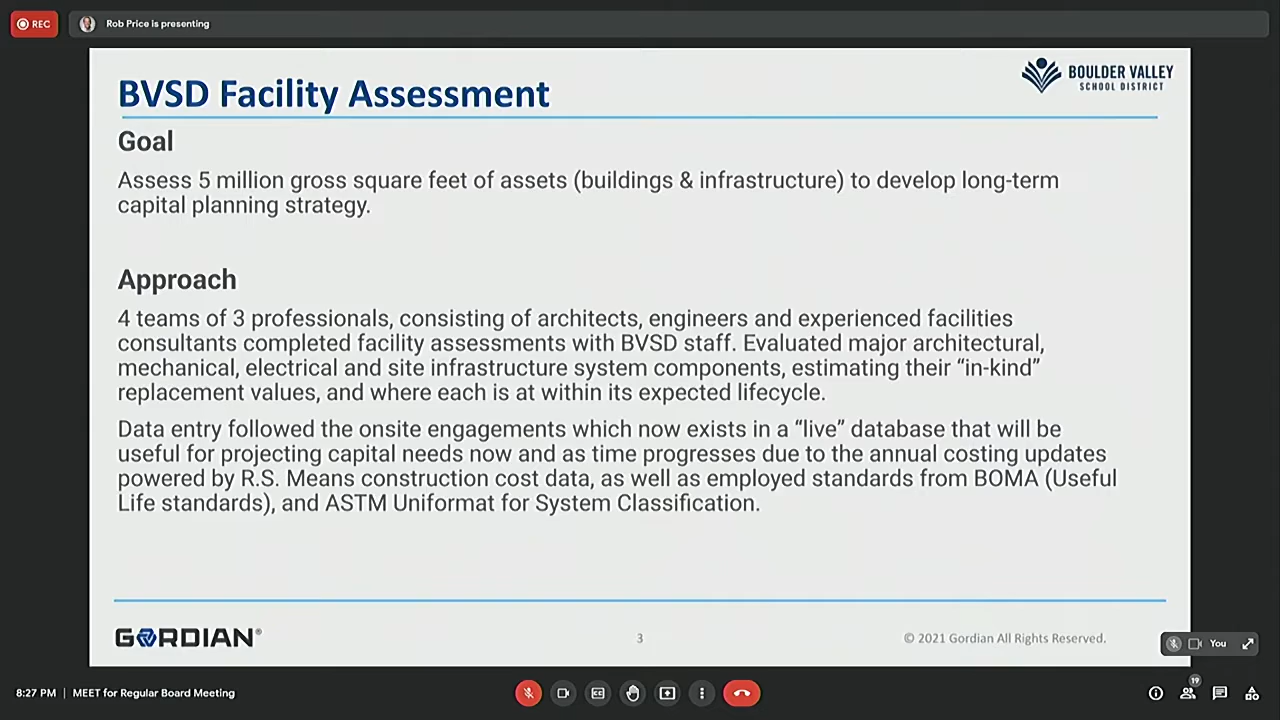 REC
Rob Price is presenting
BVSD Facility Assessment
BOULDER VALLEY
SCHOOL DISTRICT
Goal
Assess 5 million gross square feet of assets (buildings & infrastructure) to develop long-term
capital planning strategy.
Approach
4 teams of 3 professionals, consisting of architects, engineers and experienced facilities
consultants completed facility assessments with BVSD staff. Evaluated major architectural,
mechanical, electrical and site infrastructure system components, estimating their “in-kind”
replacement values, and where each is at within its expected lifecycle.
Data entry followed the onsite engagements which now exists in a “live” database that will be
useful for projecting capital needs now and as time progresses due to the annual costing updates
powered by R.S. Means construction cost data, as well as employed standards from BOMA (Useful
Life standards), and ASTM Uniformat for System Classification.
GORDIAN®
3
© 2021 Gordian All Rights Reserved.
You
8:27 PM | MEET for Regular Board Meeting
19